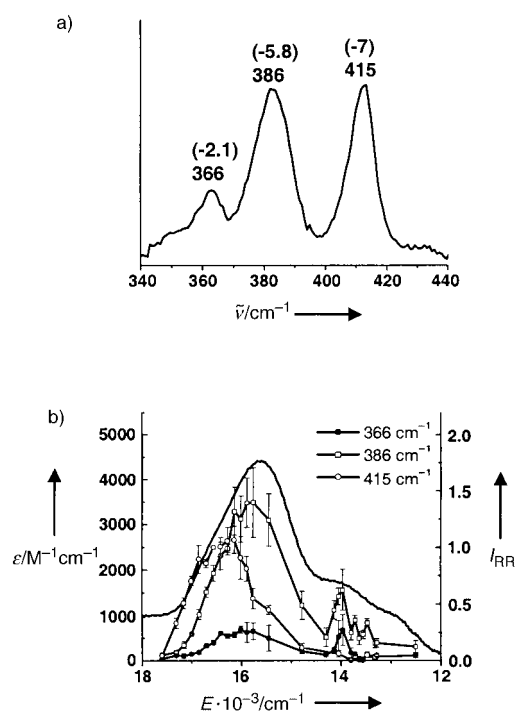 a)
(-5.8) (-7)
386 415
(-2.1)
366
340 360 380 400 420 440
ṽ/cm⁻¹
b)
5000 366 cm⁻¹ 2.0
386 cm⁻¹
4000 415 cm⁻¹ 1.5
3000
ε/M⁻¹cm⁻¹ 1.0 I_RR
2000
1000 0.5
0 0.0
18 16 14 12
E·10⁻³/cm⁻¹